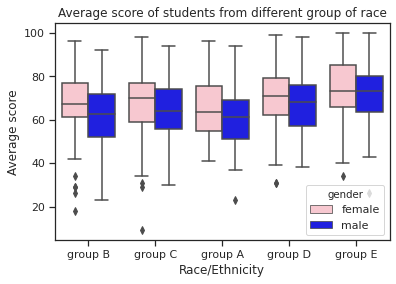 Average score of students from different group of race
Average score
100
80
60
40
20
group B
group C
group A
group D
group E
Race/Ethnicity
gender
female
male